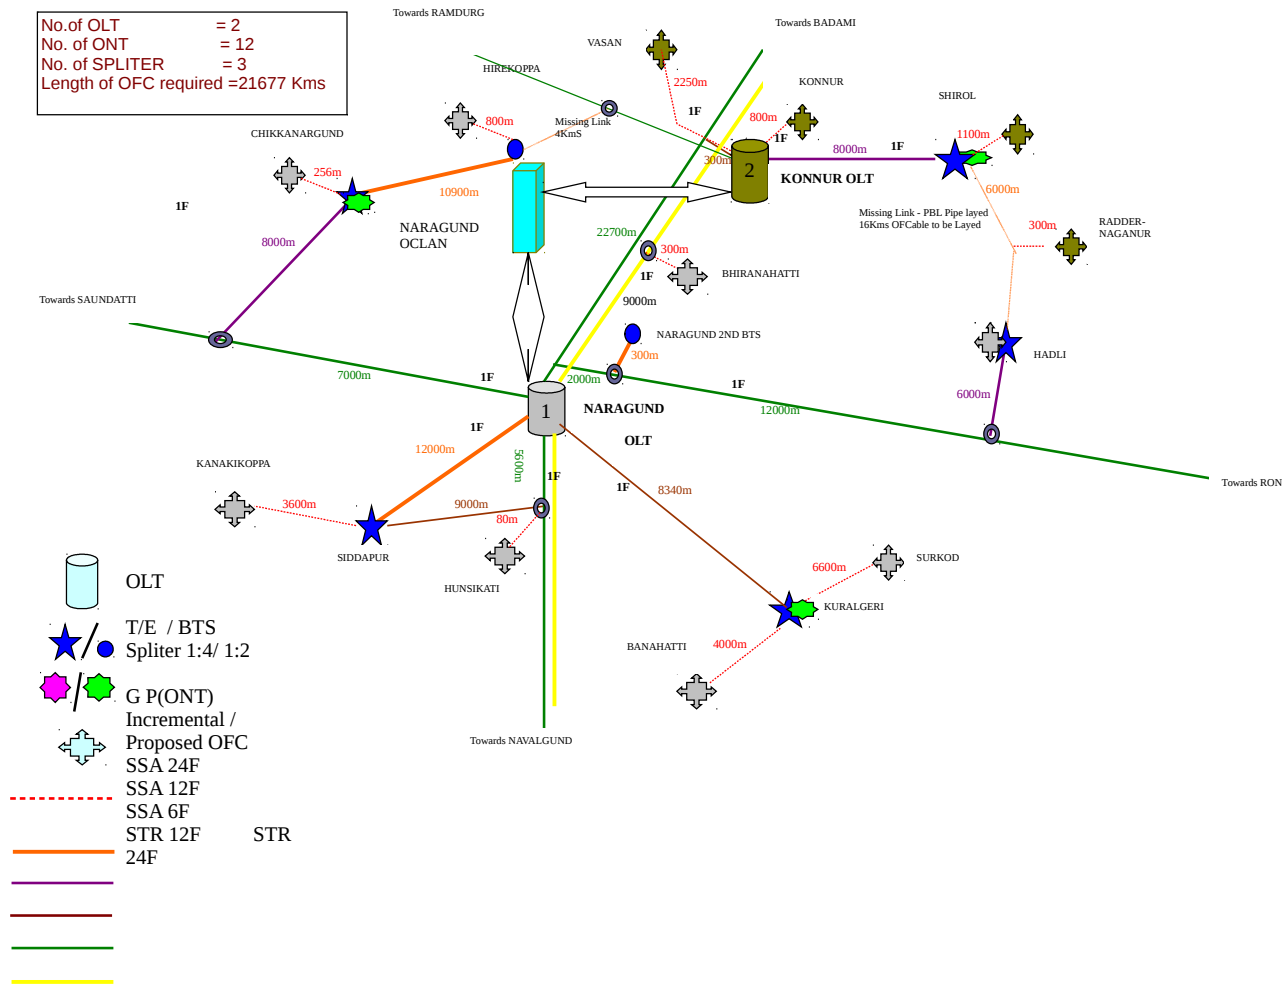 No.of OLT = 2
No. of ONT = 12
No. of SPLITER = 3
Length of OFC required =21677 Kms
Towards RAMDURG
Towards BADAMI
VASAN
HIREKOPPA
2250m
KONNUR
SHIROL
1F
800m
800m
Missing Link
4KmS
CHIKKANARGUND
1F
1100m
8000m
1F
300m
2
KONNUR OLT
256m
10900m
6000m
1F
Missing Link - PBL Pipe layed
16Kms OFCable to be Layed
RADDER-
NAGANUR
300m
NARAGUND
OCLAN
22700m
8000m
300m
1F
BHIRANAHATTI
Towards SAUNDATTI
9000m
NARAGUND 2ND BTS
300m
HADLI
7000m
1F
2000m
1F
12000m
6000m
1
NARAGUND
OLT
1F
12000m
5600m
KANAKIKOPPA
1F
1F
8340m
Towards RON
3600m
9000m
80m
SIDDAPUR
HUNSIKATI
SURKOD
6600m
KURALGERI
BANAHATTI
4000m
Towards NAVALGUND
OLT
T/E / BTS
Spliter 1:4/ 1:2
G P(ONT)
Incremental /
Proposed OFC
SSA 24F
SSA 12F
SSA 6F
STR 12F STR
24F